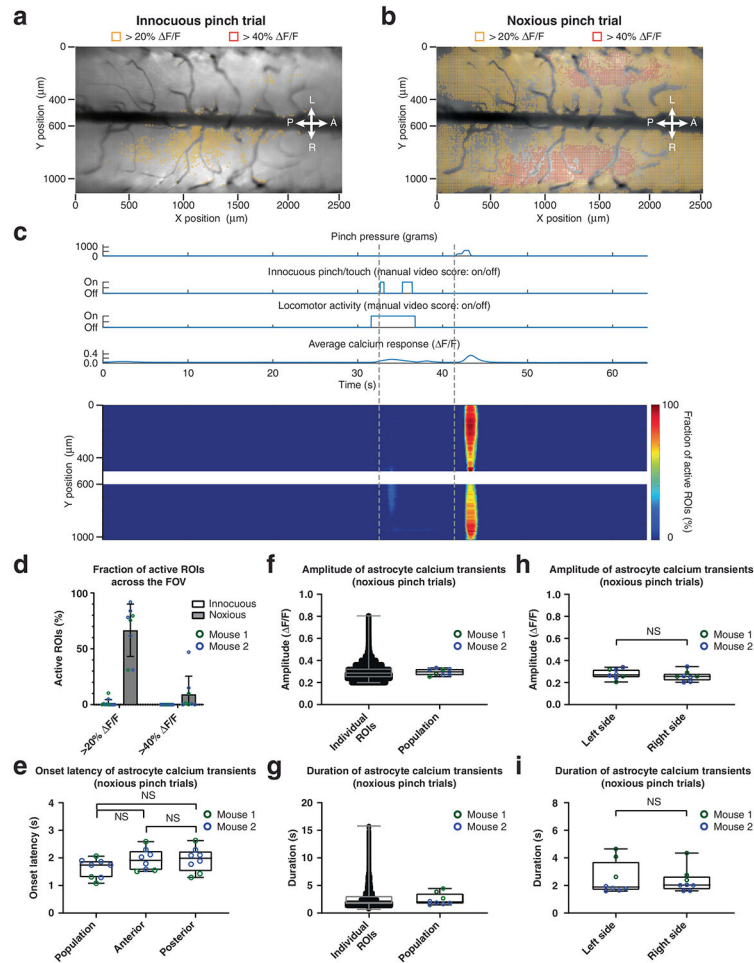 a
Innocuous pinch trial
> 20% ΔF/F
> 40% ΔF/F
0
400
600
1000
Y position (µm)
L
P
A
R
0
500
1000
1500
2000
2500
X position (µm)
b
Noxious pinch trial
> 20% ΔF/F
> 40% ΔF/F
0
400
600
1000
Y position (µm)
L
P
A
R
0
500
1000
1500
2000
2500
X position (µm)
c
Pinch pressure (grams)
1000
0
Innocuous pinch/touch (manual video score: on/off)
On
Off
Locomotor activity (manual video score: on/off)
On
Off
Average calcium response (ΔF/F)
0.4
0.0
0
10
20
30
40
50
60
Time (s)
0
400
600
1000
Y position (µm)
100
0
Fraction of active ROIs (%)
d
Fraction of active ROIs
across the FOV
100
50
0
Active ROIs (%)
Innocuous
Noxious
Mouse 1
Mouse 2
>20% ΔF/F
>40% ΔF/F
f
Amplitude of astrocyte calcium transients
(noxious pinch trials)
1.0
0.8
0.6
0.4
0.2
0.0
Amplitude (ΔF/F)
Mouse 1
Mouse 2
Individual
ROIs
Population
h
Amplitude of astrocyte calcium transients
(noxious pinch trials)
1.0
0.8
0.6
0.4
0.2
0.0
Amplitude (ΔF/F)
NS
Mouse 1
Mouse 2
Left side
Right side
e
Onset latency of astrocyte calcium transients
(noxious pinch trials)
NS
NS
NS
4
3
2
1
0
Onset latency (s)
Mouse 1
Mouse 2
Population
Anterior
Posterior
g
Duration of astrocyte calcium transients
(noxious pinch trials)
20
15
10
5
0
Duration (s)
Mouse 1
Mouse 2
Individual
ROIs
Population
i
Duration of astrocyte calcium transients
(noxious pinch trials)
8
6
4
2
0
Duration (s)
NS
Mouse 1
Mouse 2
Left side
Right side